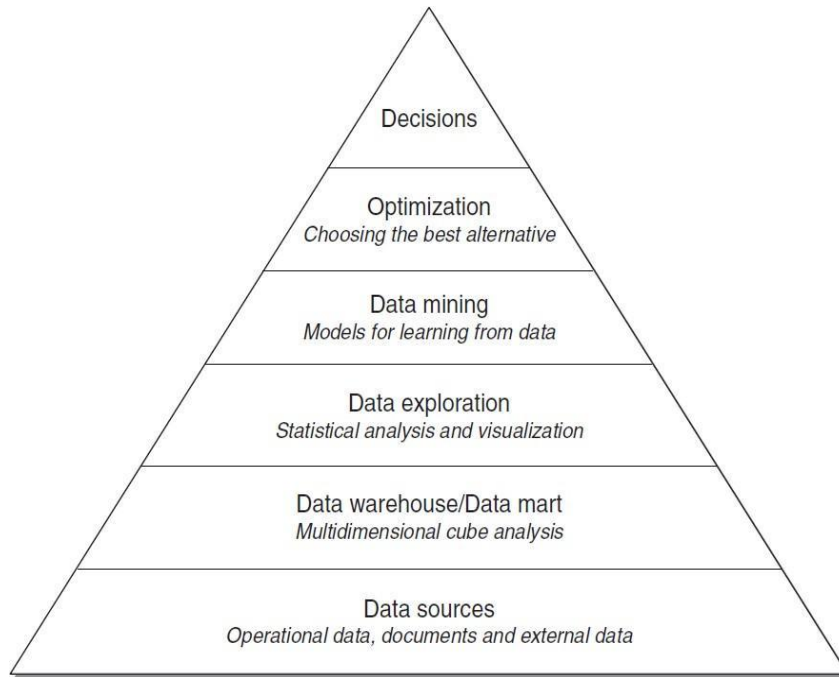 Decisions
Optimization
Choosing the best alternative
Data mining
Models for learning from data
Data exploration
Statistical analysis and visualization
Data warehouse/Data mart
Multidimensional cube analysis
Data sources
Operational data, documents and external data